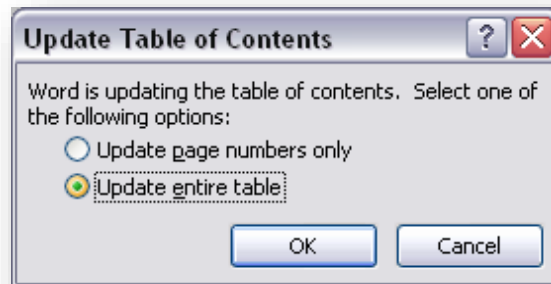 Update Table of Contents
Word is updating the table of contents. Select one of
the following options:
Update page numbers only
Update entire table
OK
Cancel